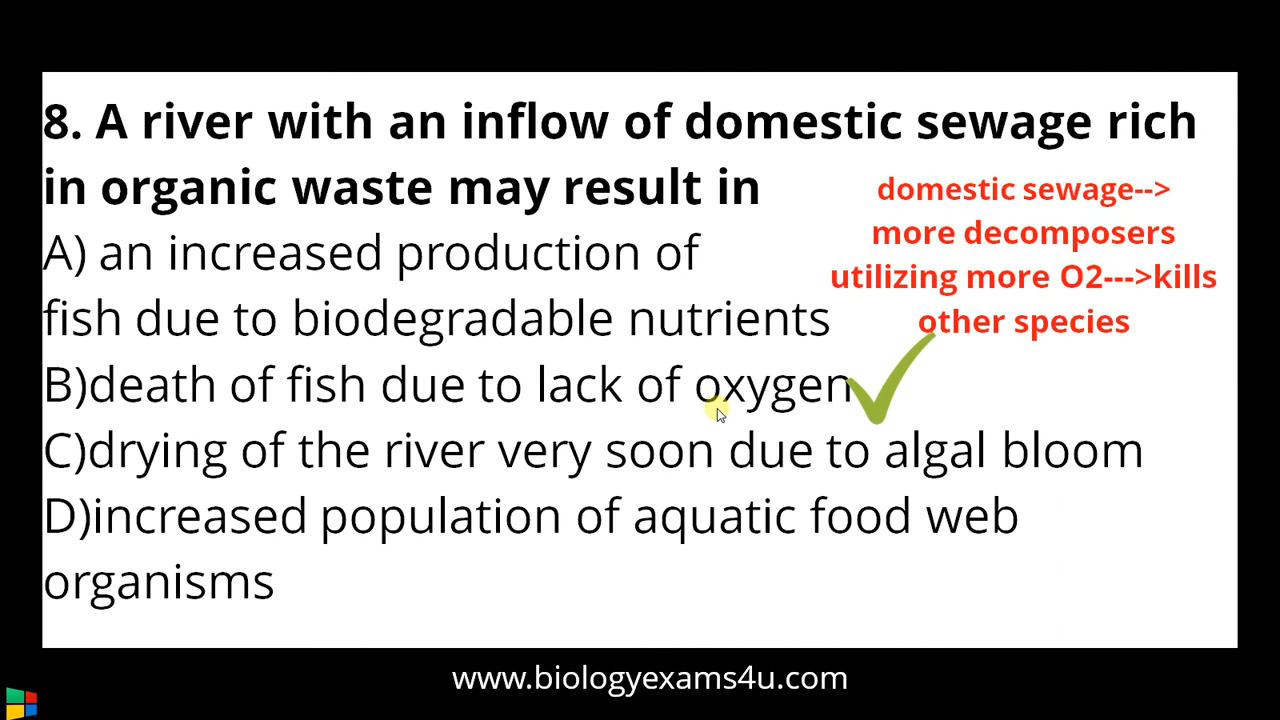 8. A river with an inflow of domestic sewage rich
in organic waste may result in
domestic sewage-->
more decomposers
utilizing more O2--->kills
other species
A) an increased production of
fish due to biodegradable nutrients
B)death of fish due to lack of oxygen
C)drying of the river very soon due to algal bloom
D)increased population of aquatic food web
organisms
www.biologyexams4u.com